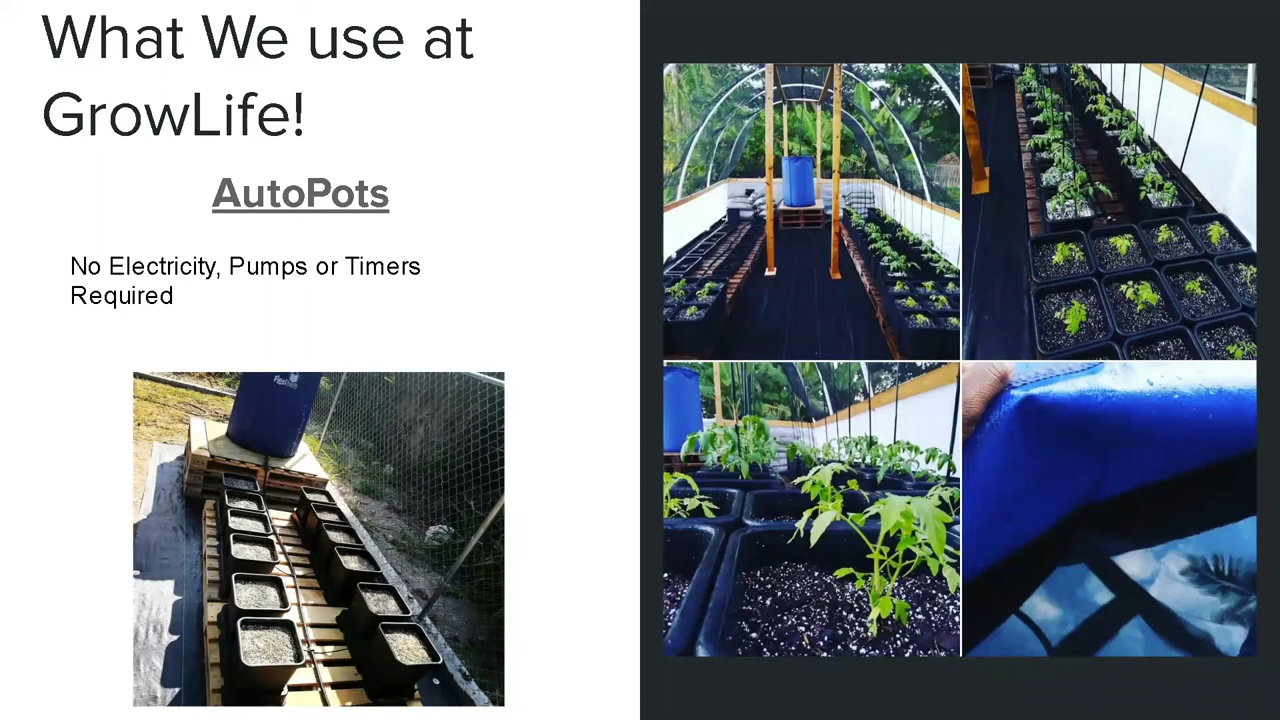 What We use at
GrowLife!
AutoPots
No Electricity, Pumps or Timers
Required